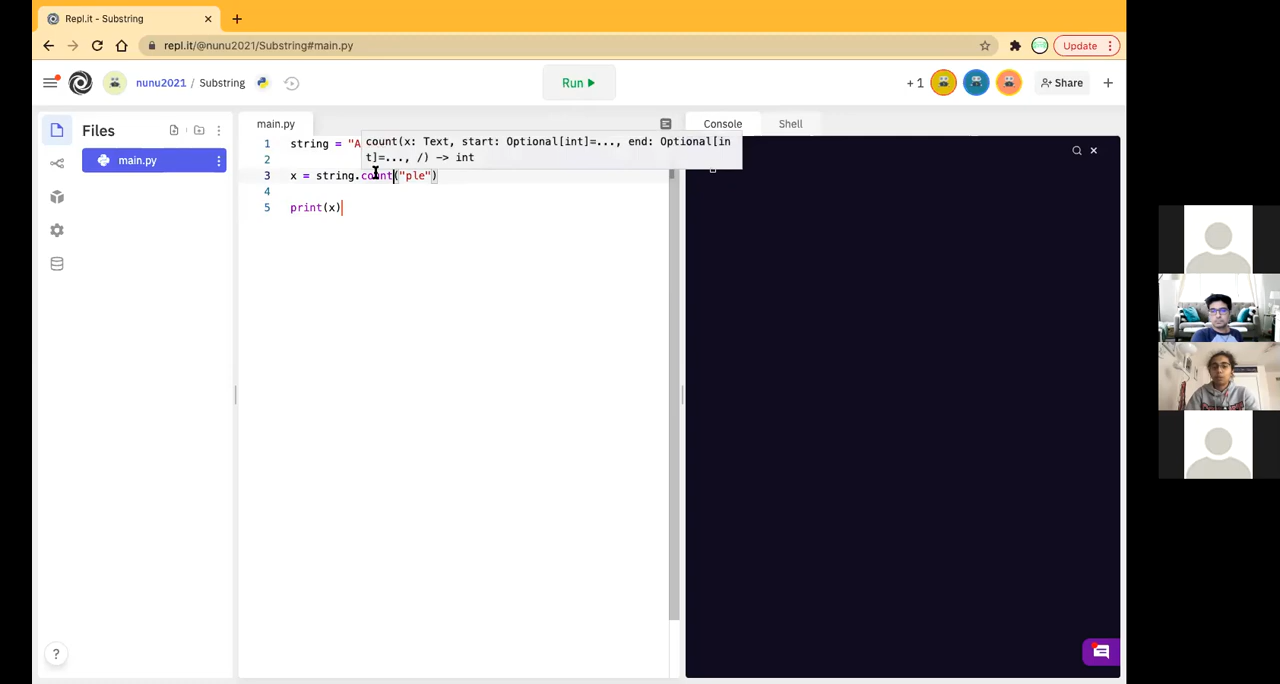 Repl.it - Substring
repl.it/@nunu2021/Substring#main.py
Update
nunu2021 / Substring
Run
+ 1
Share
Files
main.py
main.py
Console
Shell
1 string = "A
count(x: Text, start: Optional[int]=..., end: Optional[in
t]=..., /) -> int
2
3 x = string.count("ple")
4
5 print(x)
?